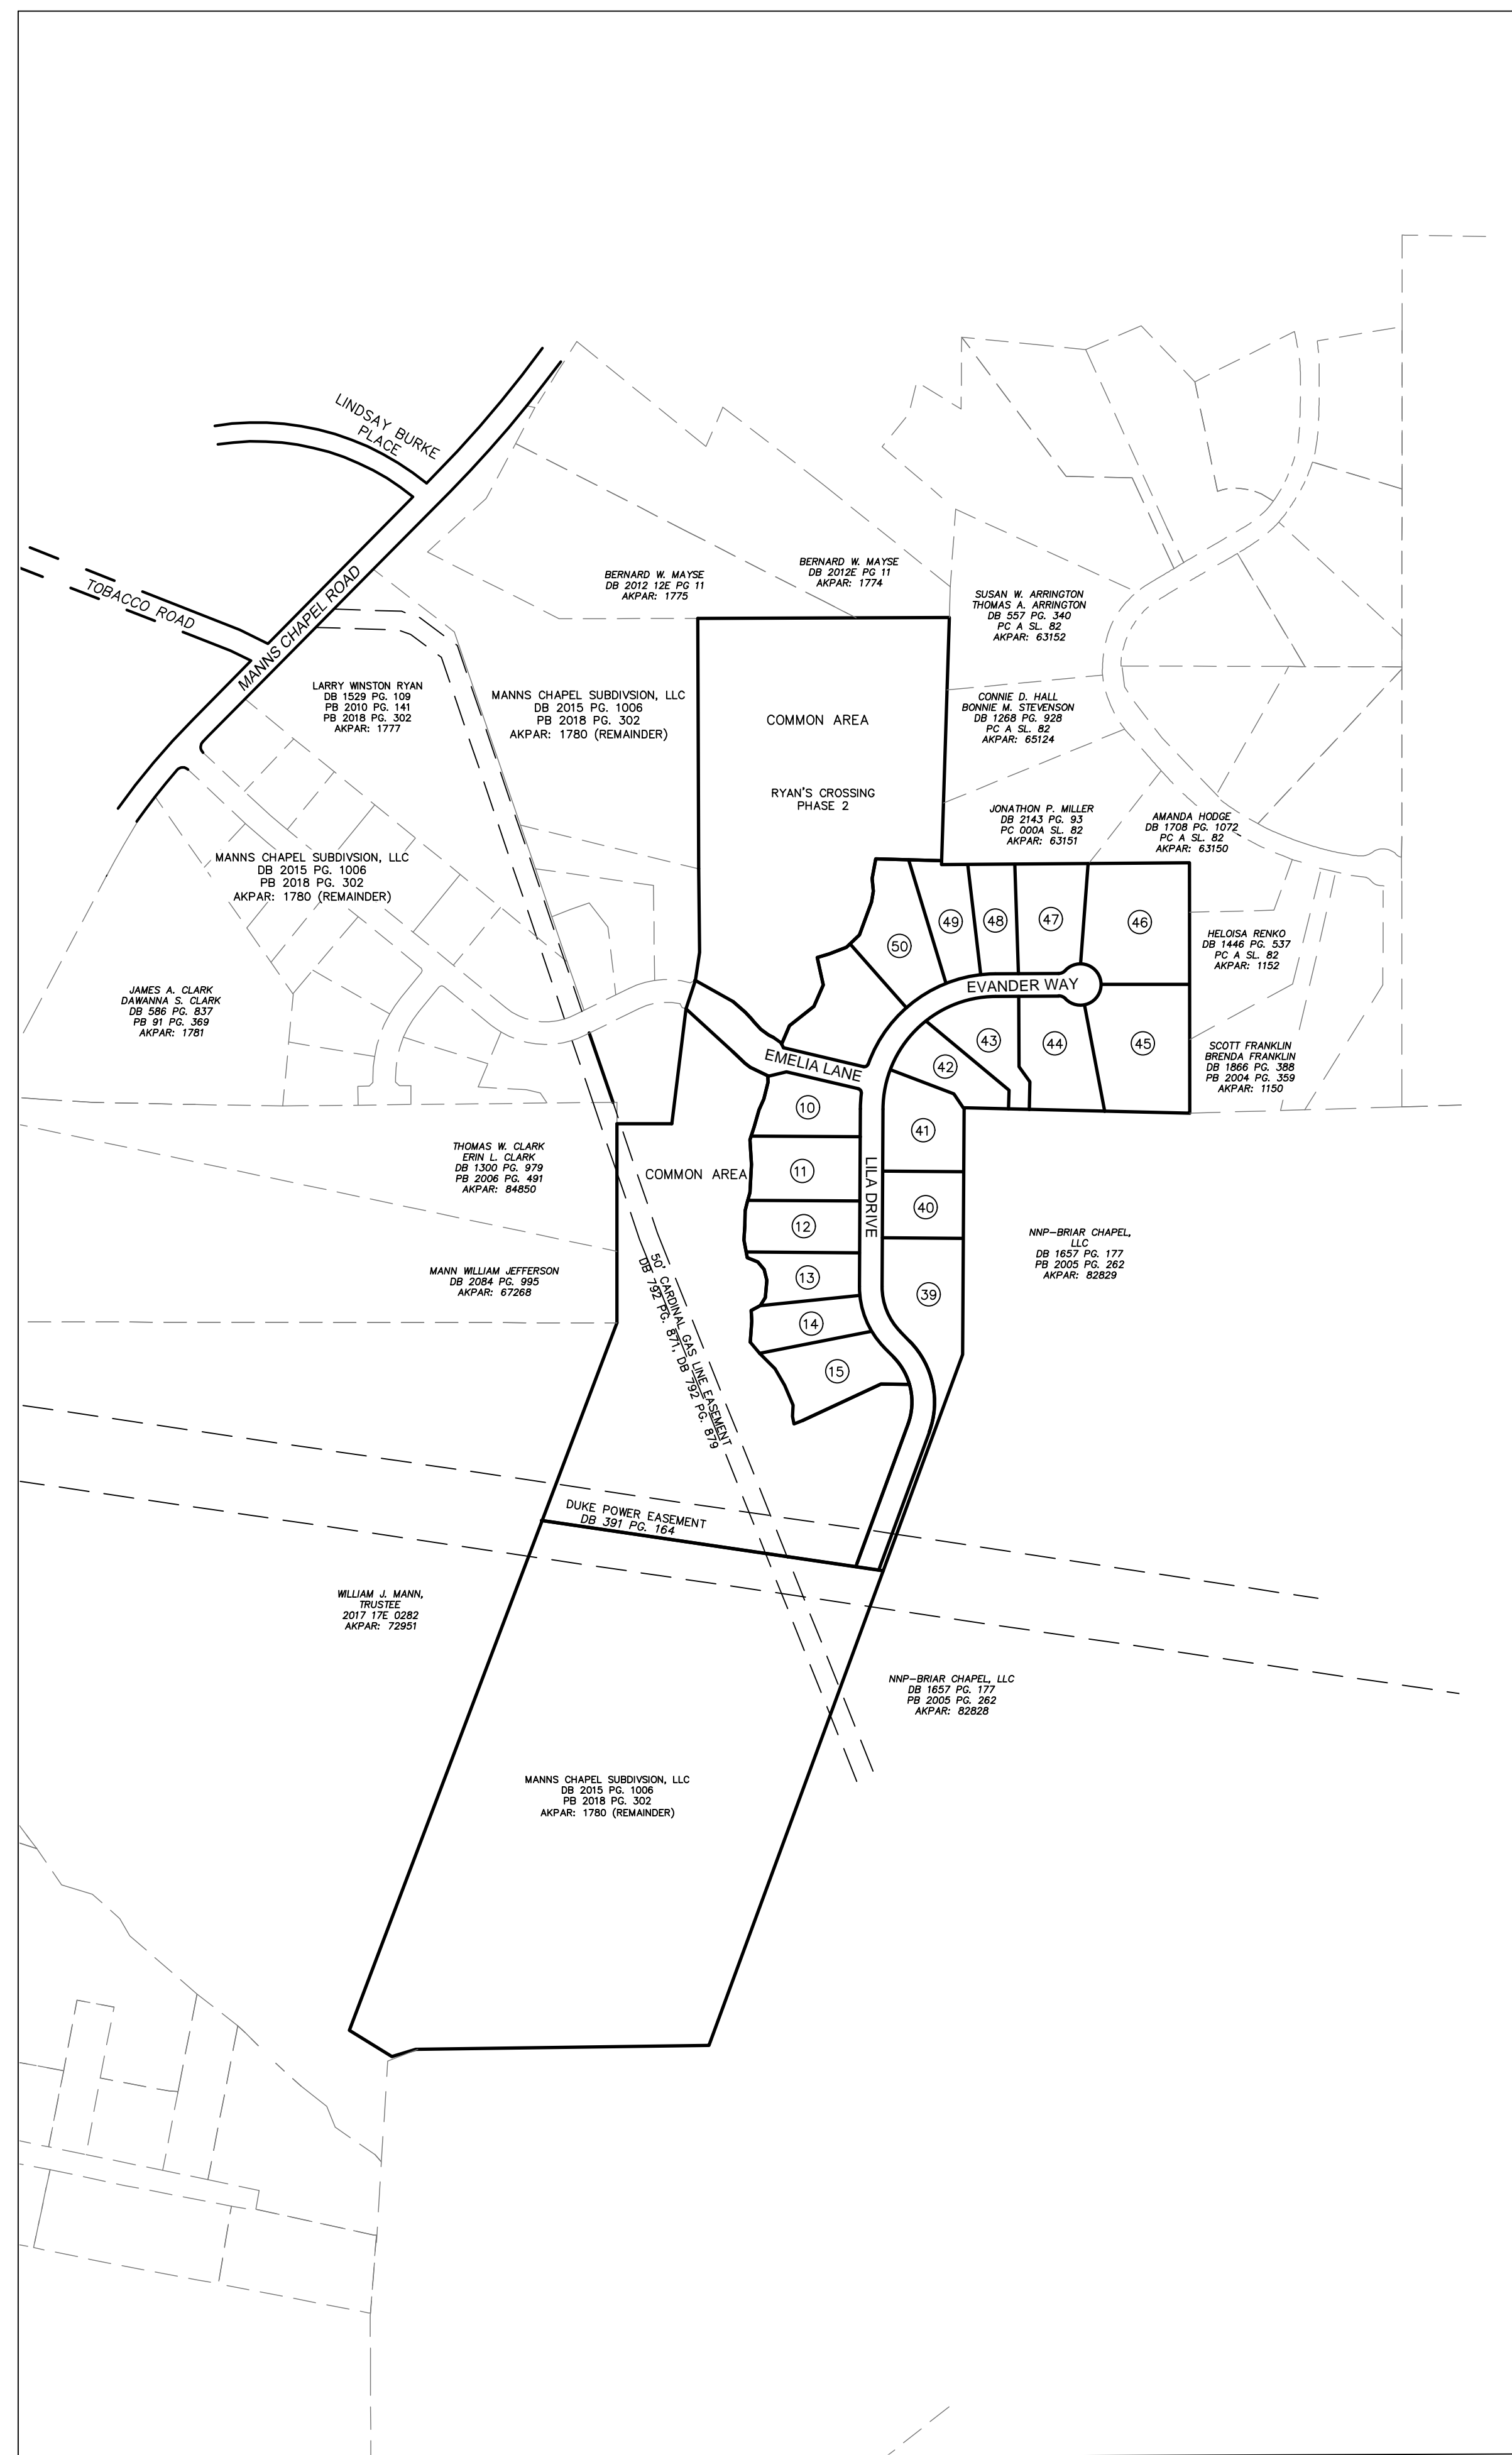 LINDSAY BURKE
PLACE
TOBACCO ROAD
MANNS CHAPEL ROAD
BERNARD W. MAYSE
DB 2012 12E PG 11
AKPAR: 1775
BERNARD W. MAYSE
DB 2012E PG 11
AKPAR: 1774
SUSAN W. ARRINGTON
THOMAS A. ARRINGTON
DB 557 PG. 340
PC A SL. 82
AKPAR: 63152
LARRY WINSTON RYAN
DB 1529 PG. 109
PB 2010 PG. 141
PB 2018 PG. 302
AKPAR: 1777
MANNS CHAPEL SUBDIVSION, LLC
DB 2015 PG. 1006
PB 2018 PG. 302
AKPAR: 1780 (REMAINDER)
COMMON AREA
RYAN'S CROSSING
PHASE 2
CONNIE D. HALL
BONNIE M. STEVENSON
DB 1268 PG. 928
PC A SL. 82
AKPAR: 65124
JONATHON P. MILLER
DB 2143 PG. 93
PC 000A SL. 82
AKPAR: 63151
AMANDA HODGE
DB 1708 PG. 1072
PC A SL. 82
AKPAR: 63150
MANNS CHAPEL SUBDIVSION, LLC
DB 2015 PG. 1006
PB 2018 PG. 302
AKPAR: 1780 (REMAINDER)
50
49
48
47
46
HELOISA RENKO
DB 1446 PG. 537
PC A SL. 82
AKPAR: 1152
JAMES A. CLARK
DAWANNA S. CLARK
DB 586 PG. 837
PB 91 PG. 369
AKPAR: 1781
EVANDER WAY
EMELIA LANE
42
43
44
45
SCOTT FRANKLIN
BRENDA FRANKLIN
DB 1866 PG. 388
PB 2004 PG. 359
AKPAR: 1150
10
41
THOMAS W. CLARK
ERIN L. CLARK
DB 1300 PG. 979
PB 2006 PG. 491
AKPAR: 84850
COMMON AREA
11
LILA DRIVE
40
12
NNP-BRIAR CHAPEL,
LLC
DB 1657 PG. 177
PB 2005 PG. 262
AKPAR: 82829
MANN WILLIAM JEFFERSON
DB 2084 PG. 995
AKPAR: 67268
13
39
14
15
50' CARDINAL GAS LINE EASEMENT
DB 792 PG. 871, DB 792 PG. 879
DUKE POWER EASEMENT
DB 391 PG. 164
WILLIAM J. MANN,
TRUSTEE
2017 17E 0282
AKPAR: 72951
NNP-BRIAR CHAPEL, LLC
DB 1657 PG. 177
PB 2005 PG. 262
AKPAR: 82828
MANNS CHAPEL SUBDIVSION, LLC
DB 2015 PG. 1006
PB 2018 PG. 302
AKPAR: 1780 (REMAINDER)